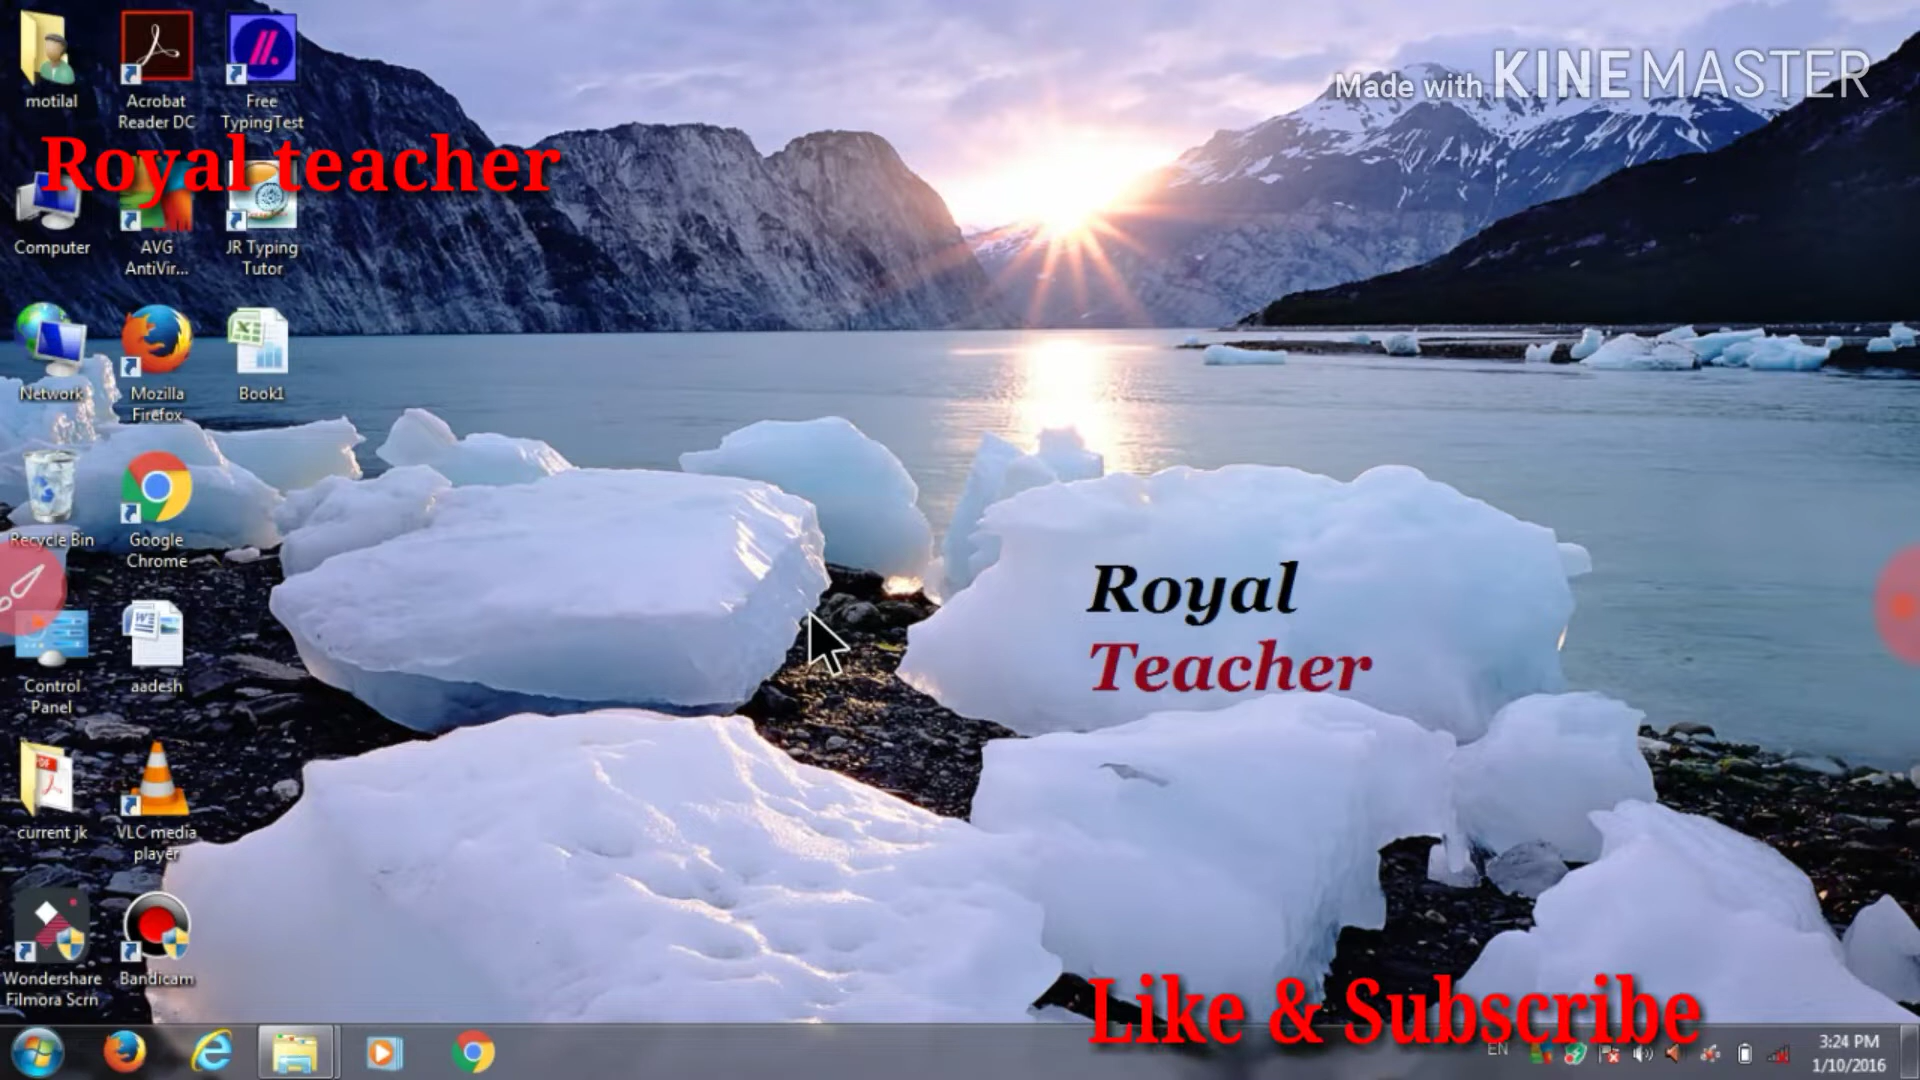 Made with KINEMASTER
motilal
Acrobat
Reader DC
Free
TypingTest
Royal teacher
Computer
AVG
AntiVir...
JR Typing
Tutor
Network
Mozilla
Firefox
Book1
Recycle Bin
Google
Chrome
Royal
Teacher
Control
Panel
aadesh
current jk
VLC media
player
Wondershare
Filmora Scrn
Bandicam
Like & Subscribe
EN
3:24 PM
1/10/2016